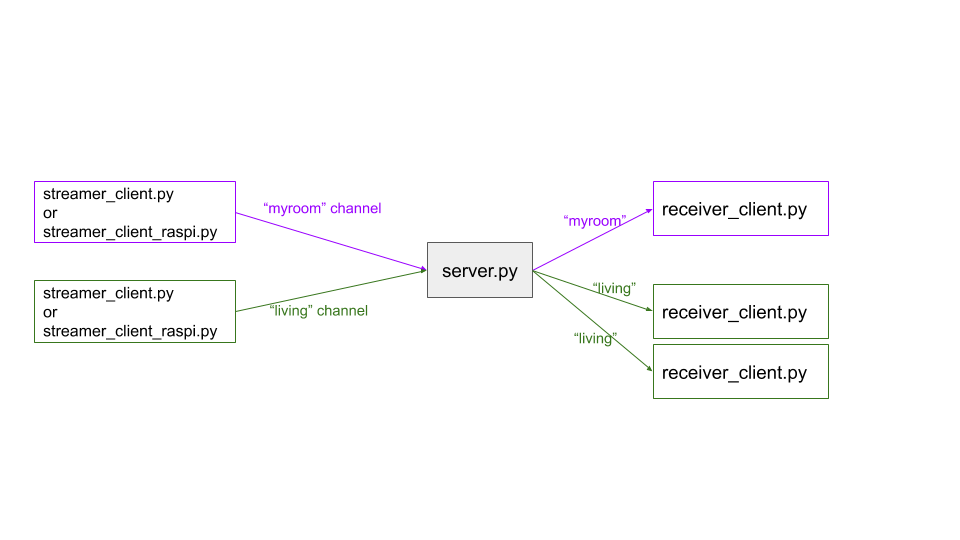 streamer_client.py
or
streamer_client_raspi.py
“myroom” channel
streamer_client.py
or
streamer_client_raspi.py
“living” channel
server.py
“myroom”
receiver_client.py
“living”
receiver_client.py
“living”
receiver_client.py